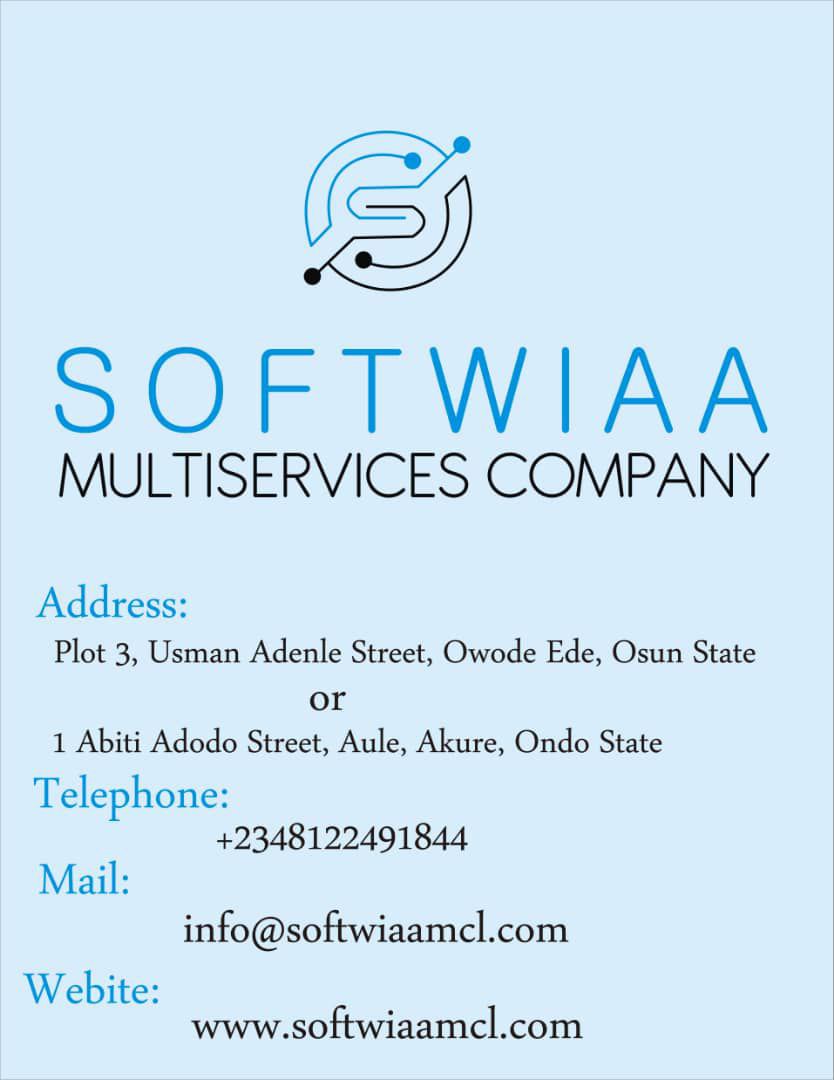 SOFTWIAA
MULTISERVICES COMPANY
Address:
Plot 3, Usman Adenle Street, Owode Ede, Osun State
or
1 Abiti Adodo Street, Aule, Akure, Ondo State
Telephone:
+2348122491844
Mail:
info@softwiaamcl.com
Webite:
www.softwiaamcl.com